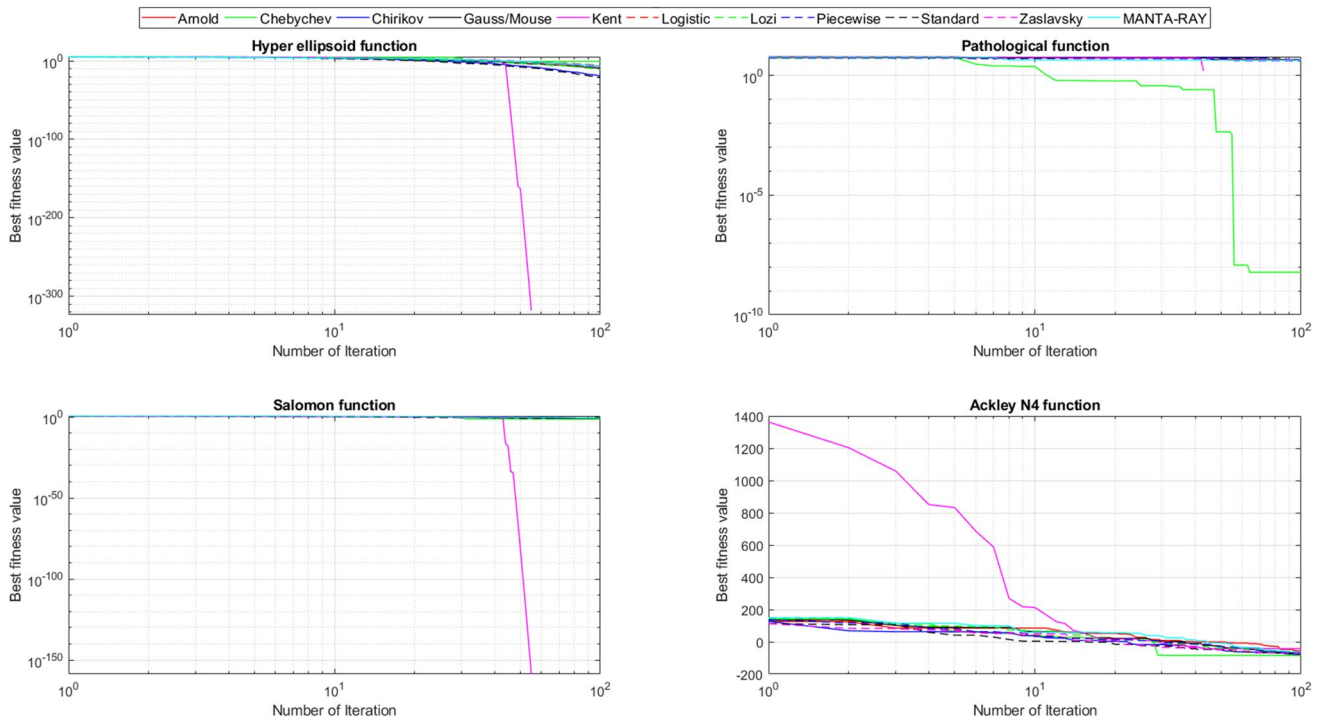 Arnold Chebychev Chirikov Gauss/Mouse Kent Logistic Lozi Piecewise Standard Zaslavsky MANTA-RAY
Hyper ellipsoid function
Best fitness value
10^0
10^-100
10^-200
10^-300
10^0 10^1 10^2
Number of Iteration
Pathological function
Best fitness value
10^0
10^-5
10^-10
10^0 10^1 10^2
Number of Iteration
Salomon function
Best fitness value
10^0
10^-50
10^-100
10^-150
10^0 10^1 10^2
Number of Iteration
Ackley N4 function
Best fitness value
1400
1200
1000
800
600
400
200
0
-200
10^0 10^1 10^2
Number of Iteration